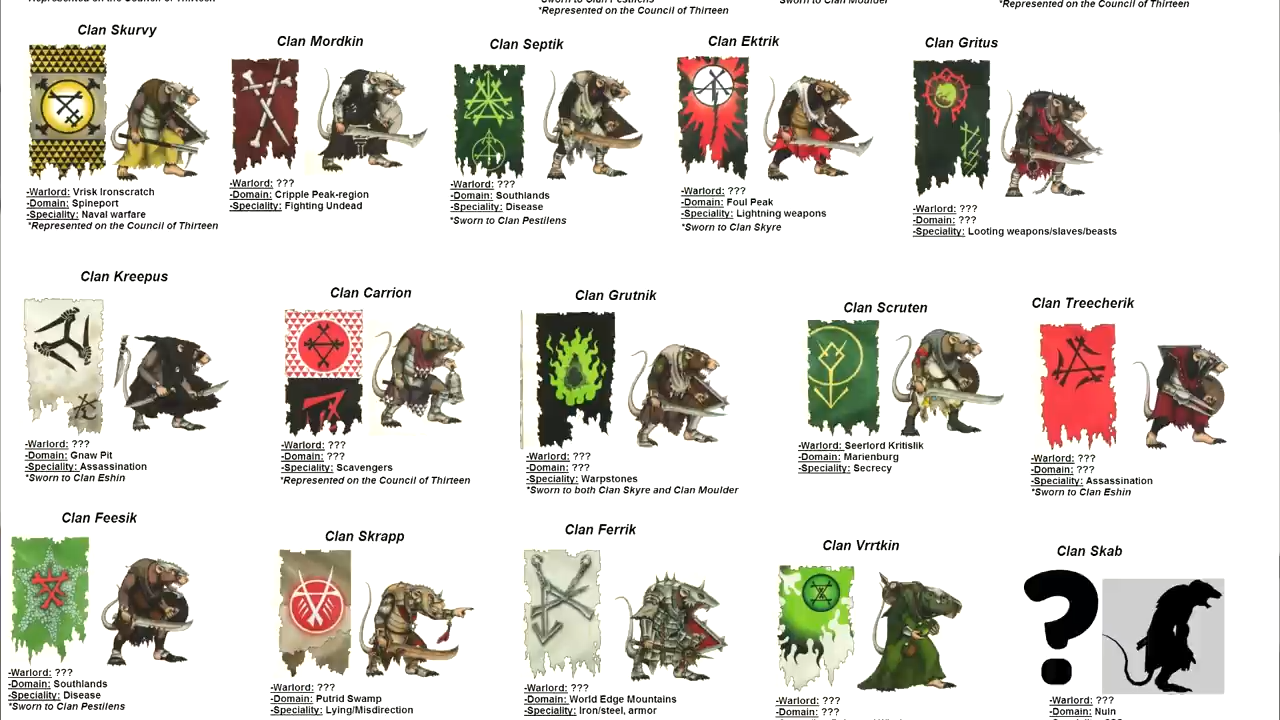 *Represented on the Council of Thirteen
*Sworn to Clan Pestilens
*Represented on the Council of Thirteen
*Sworn to Clan Moulder
*Represented on the Council of Thirteen
Clan Skurvy
-Warlord: Vrisk Ironscratch
-Domain: Spineport
-Speciality: Naval warfare
*Represented on the Council of Thirteen
Clan Mordkin
-Warlord: ???
-Domain: Cripple Peak-region
-Speciality: Fighting Undead
Clan Septik
-Warlord: ???
-Domain: Southlands
-Speciality: Disease
*Sworn to Clan Pestilens
Clan Ektrik
-Warlord: ???
-Domain: Foul Peak
-Speciality: Lightning weapons
*Sworn to Clan Skyre
Clan Gritus
-Warlord: ???
-Domain: ???
-Speciality: Looting weapons/slaves/beasts
Clan Kreepus
-Warlord: ???
-Domain: Gnaw Pit
-Speciality: Assassination
*Sworn to Clan Eshin
Clan Carrion
-Warlord: ???
-Domain: ???
-Speciality: Scavengers
*Represented on the Council of Thirteen
Clan Grutnik
-Warlord: ???
-Domain: ???
-Speciality: Warpstones
*Sworn to both Clan Skyre and Clan Moulder
Clan Scruten
-Warlord: Seerlord Kritislik
-Domain: Marienburg
-Speciality: Secrecy
Clan Treecherik
-Warlord: ???
-Domain: ???
-Speciality: Assassination
*Sworn to Clan Eshin
Clan Feesik
-Warlord: ???
-Domain: Southlands
-Speciality: Disease
*Sworn to Clan Pestilens
Clan Skrapp
-Warlord: ???
-Domain: Putrid Swamp
-Speciality: Lying/Misdirection
Clan Ferrik
-Warlord: ???
-Domain: World Edge Mountains
-Speciality: Iron/steel, armor
Clan Vrrtkin
-Warlord: ???
-Domain: ???
Clan Skab
?
-Warlord: ???
-Domain: Nuin